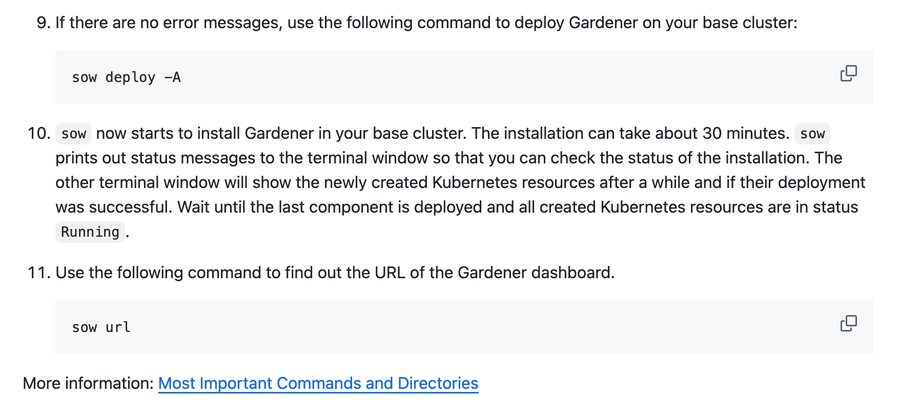 9. If there are no error messages, use the following command to deploy Gardener on your base cluster:
sow deploy -A
10. sow now starts to install Gardener in your base cluster. The installation can take about 30 minutes. sow
prints out status messages to the terminal window so that you can check the status of the installation. The
other terminal window will show the newly created Kubernetes resources after a while and if their deployment
was successful. Wait until the last component is deployed and all created Kubernetes resources are in status
Running.
11. Use the following command to find out the URL of the Gardener dashboard.
sow url
More information: Most Important Commands and Directories